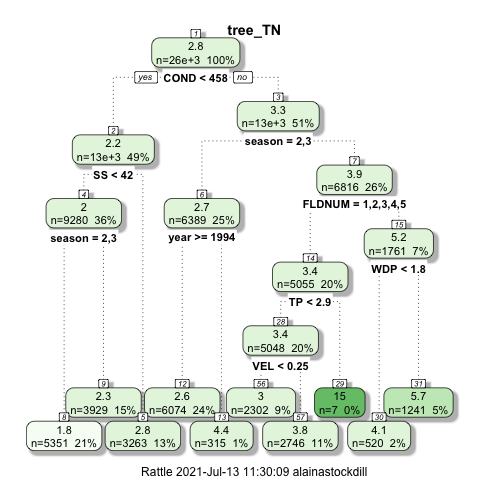 tree_TN
1
2.8
n=26e+3 100%
yes COND < 458 no
3
3.3
n=13e+3 51%
season = 2,3
2
2.2
n=13e+3 49%
SS < 42
7
3.9
n=6816 26%
FLDNUM = 1,2,3,4,5
4
2
n=9280 36%
season = 2,3
6
2.7
n=6389 25%
year >= 1994
15
5.2
n=1761 7%
WDP < 1.8
14
3.4
n=5055 20%
TP < 2.9
28
3.4
n=5048 20%
VEL < 0.25
9
2.3
n=3929 15%
12
2.6
n=6074 24%
56
3
n=2302 9%
29
15
n=7 0%
31
5.7
n=1241 5%
8
1.8
n=5351 21%
5
2.8
n=3263 13%
13
4.4
n=315 1%
57
3.8
n=2746 11%
30
4.1
n=520 2%
Rattle 2021-Jul-13 11:30:09 alainastockdill